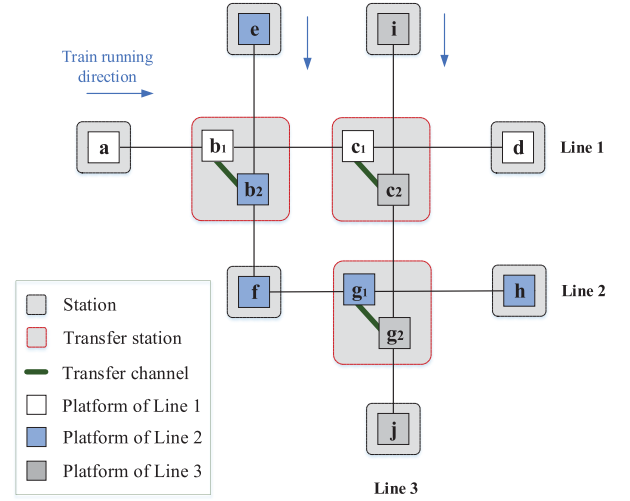 e
i
Train running
direction
a
b1
c1
d
Line 1
b2
c2
f
g1
h
Line 2
g2
j
Line 3
Station
Transfer station
Transfer channel
Platform of Line 1
Platform of Line 2
Platform of Line 3